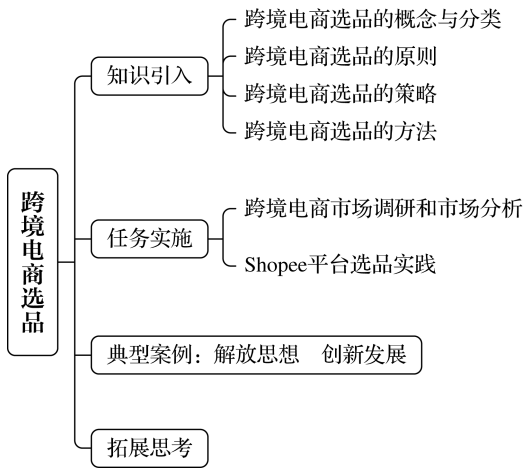 跨境电商选品
知识引入
跨境电商选品的概念与分类
跨境电商选品的原则
跨境电商选品的策略
跨境电商选品的方法
任务实施
跨境电商市场调研和市场分析
Shopee平台选品实践
典型案例：解放思想　创新发展
拓展思考